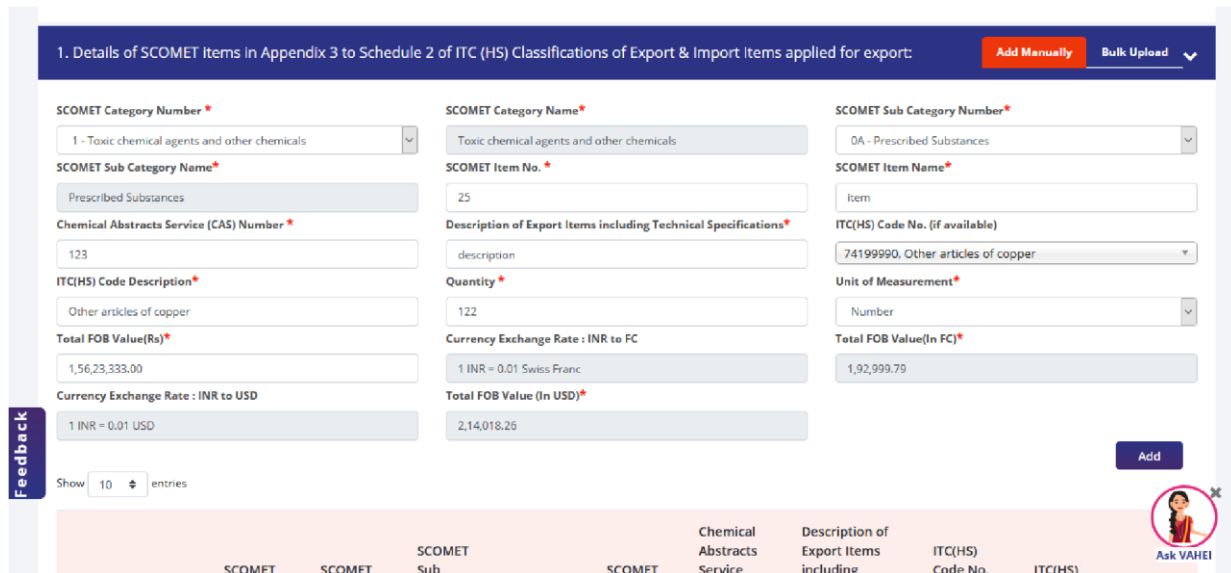 1. Details of SCOMET items in Appendix 3 to Schedule 2 of ITC (HS) Classifications of Export & Import Items applied for export:
Add Manually
Bulk Upload
SCOMET Category Number *
SCOMET Category Name*
SCOMET Sub Category Number*
1 - Toxic chemical agents and other chemicals
Toxic chemical agents and other chemicals
0A - Prescribed Substances
SCOMET Sub Category Name*
SCOMET Item No. *
SCOMET Item Name*
Prescribed Substances
25
item
Chemical Abstracts Service (CAS) Number *
Description of Export Items including Technical Specifications*
ITC(HS) Code No. (if available)
123
description
74199990, Other articles of copper
ITC(HS) Code Description*
Quantity *
Unit of Measurement*
Other articles of copper
122
Number
Total FOB Value(Rs)*
Currency Exchange Rate : INR to FC
Total FOB Value(In FC)*
1,56,23,333.00
1 INR = 0.01 Swiss Franc
1,92,999.79
Currency Exchange Rate : INR to USD
Total FOB Value (In USD)*
1 INR = 0.01 USD
2,14,018.26
Feedback
Add
Show 10 entries
Ask VAHEI
SCOMET
SCOMET
SCOMET
Sub
SCOMET
Chemical
Abstracts
Service
Description of
Export Items
including
ITC(HS)
Code No.
ITC(HS)